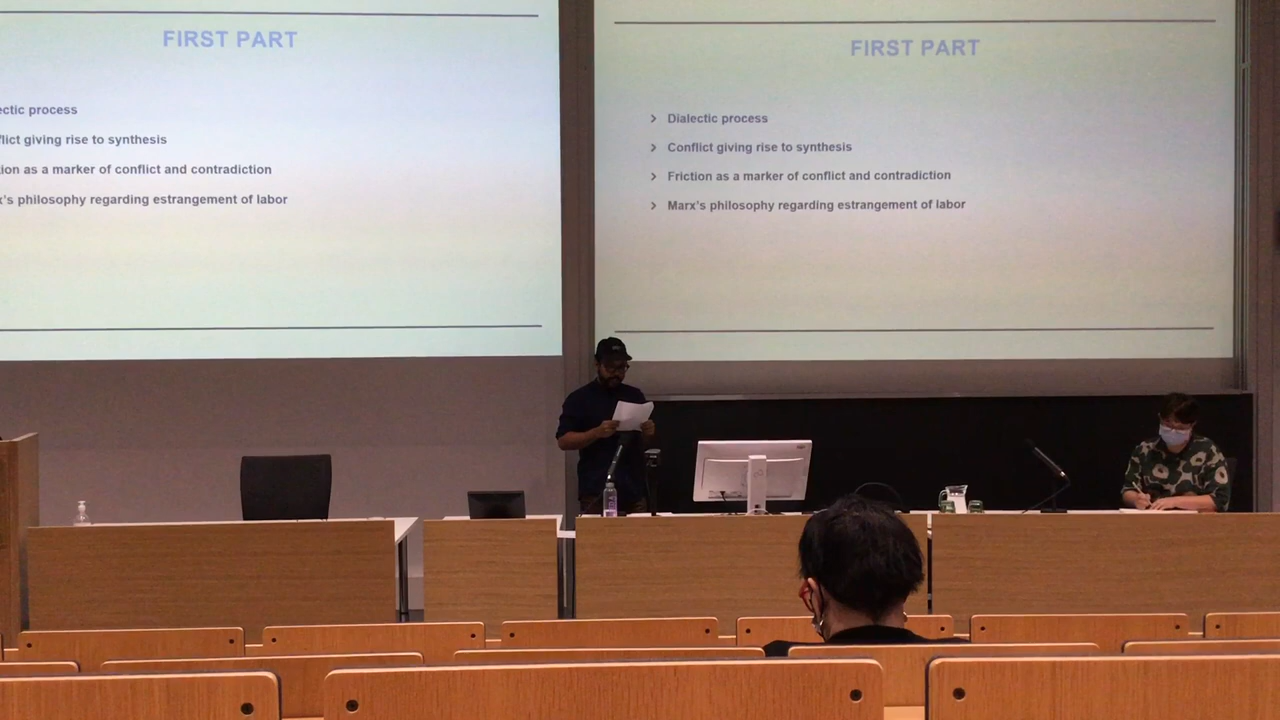 FIRST PART
ectic process
flict giving rise to synthesis
ion as a marker of conflict and contradiction
x's philosophy regarding estrangement of labor
FIRST PART
Dialectic process
Conflict giving rise to synthesis
Friction as a marker of conflict and contradiction
Marx's philosophy regarding estrangement of labor